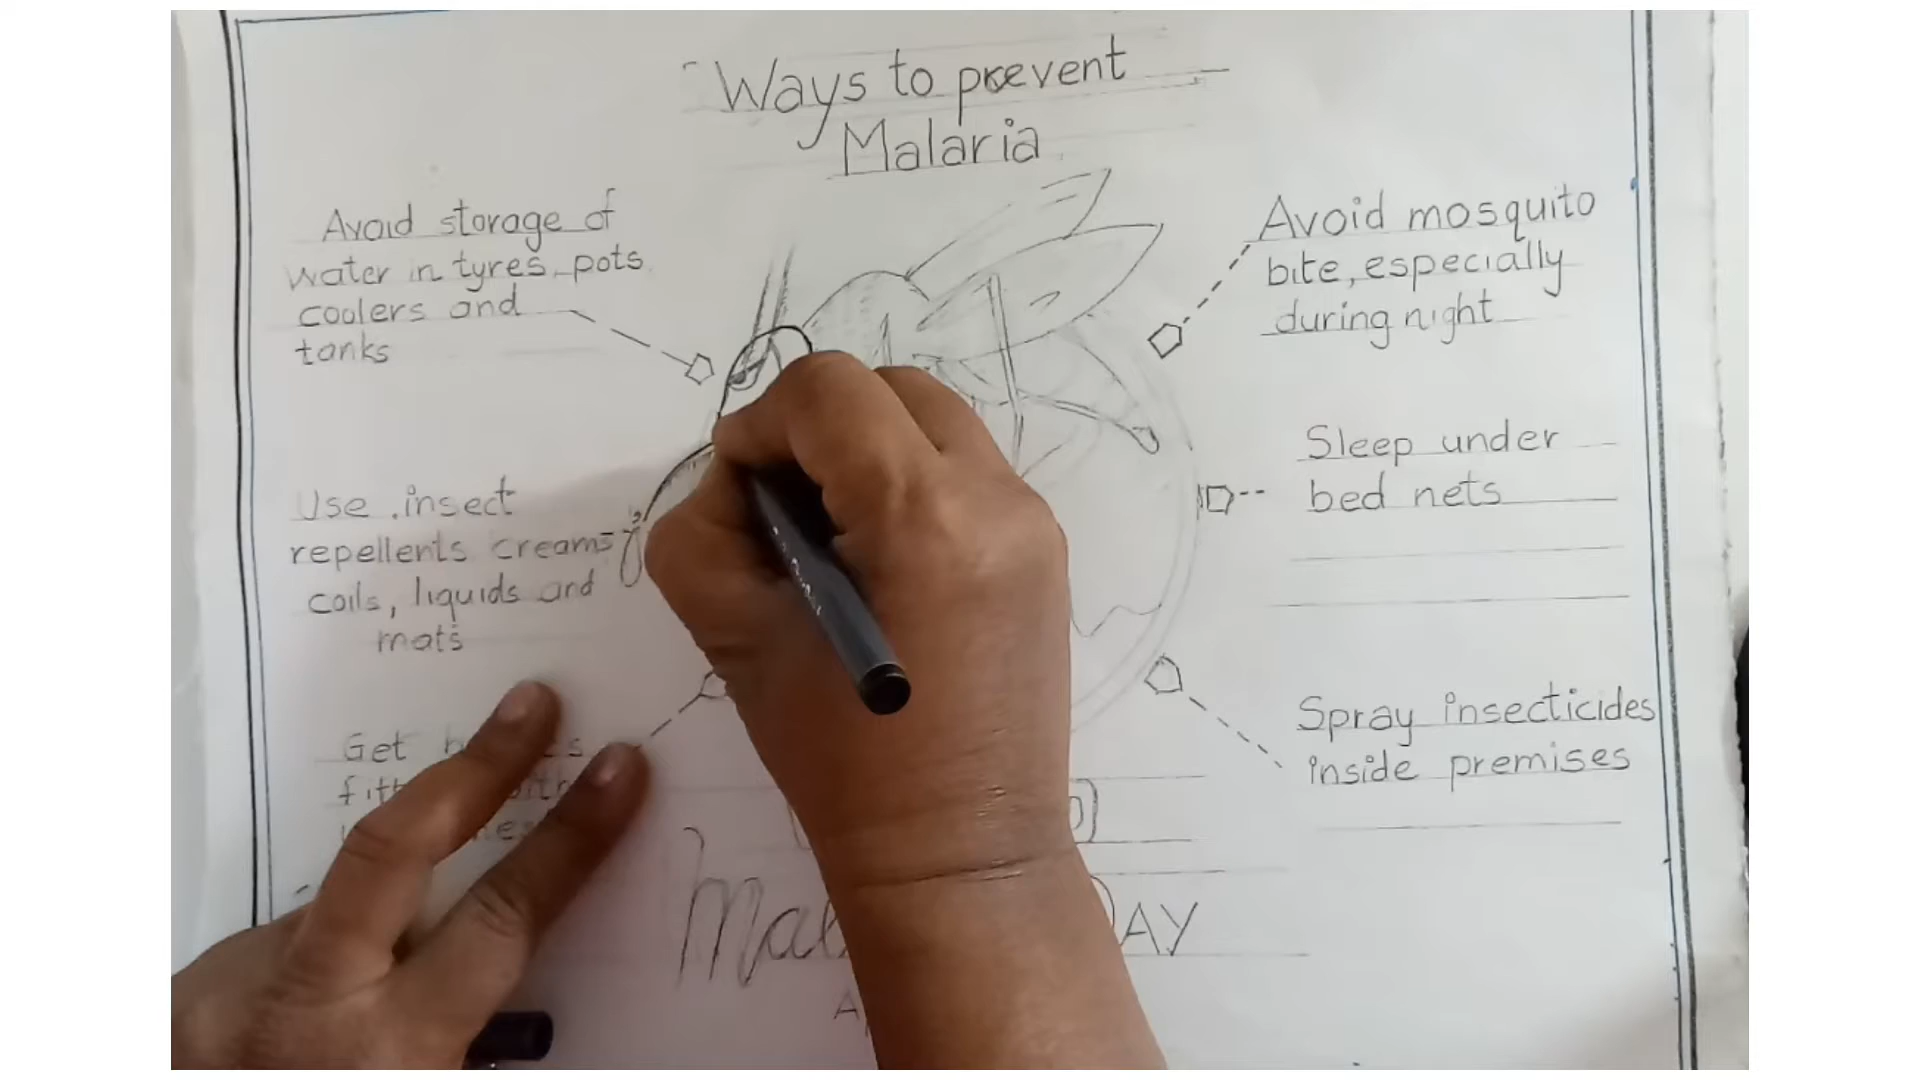 Ways to prevent
Malaria
Avoid storage of
water in tyres, pots
coolers and
tanks
Use insect
repellents creams
coils, liquids and
mats
Get
Avoid mosquito
bite, especially
during night
Sleep under
bed nets
Spray insecticides
inside premises
DAY